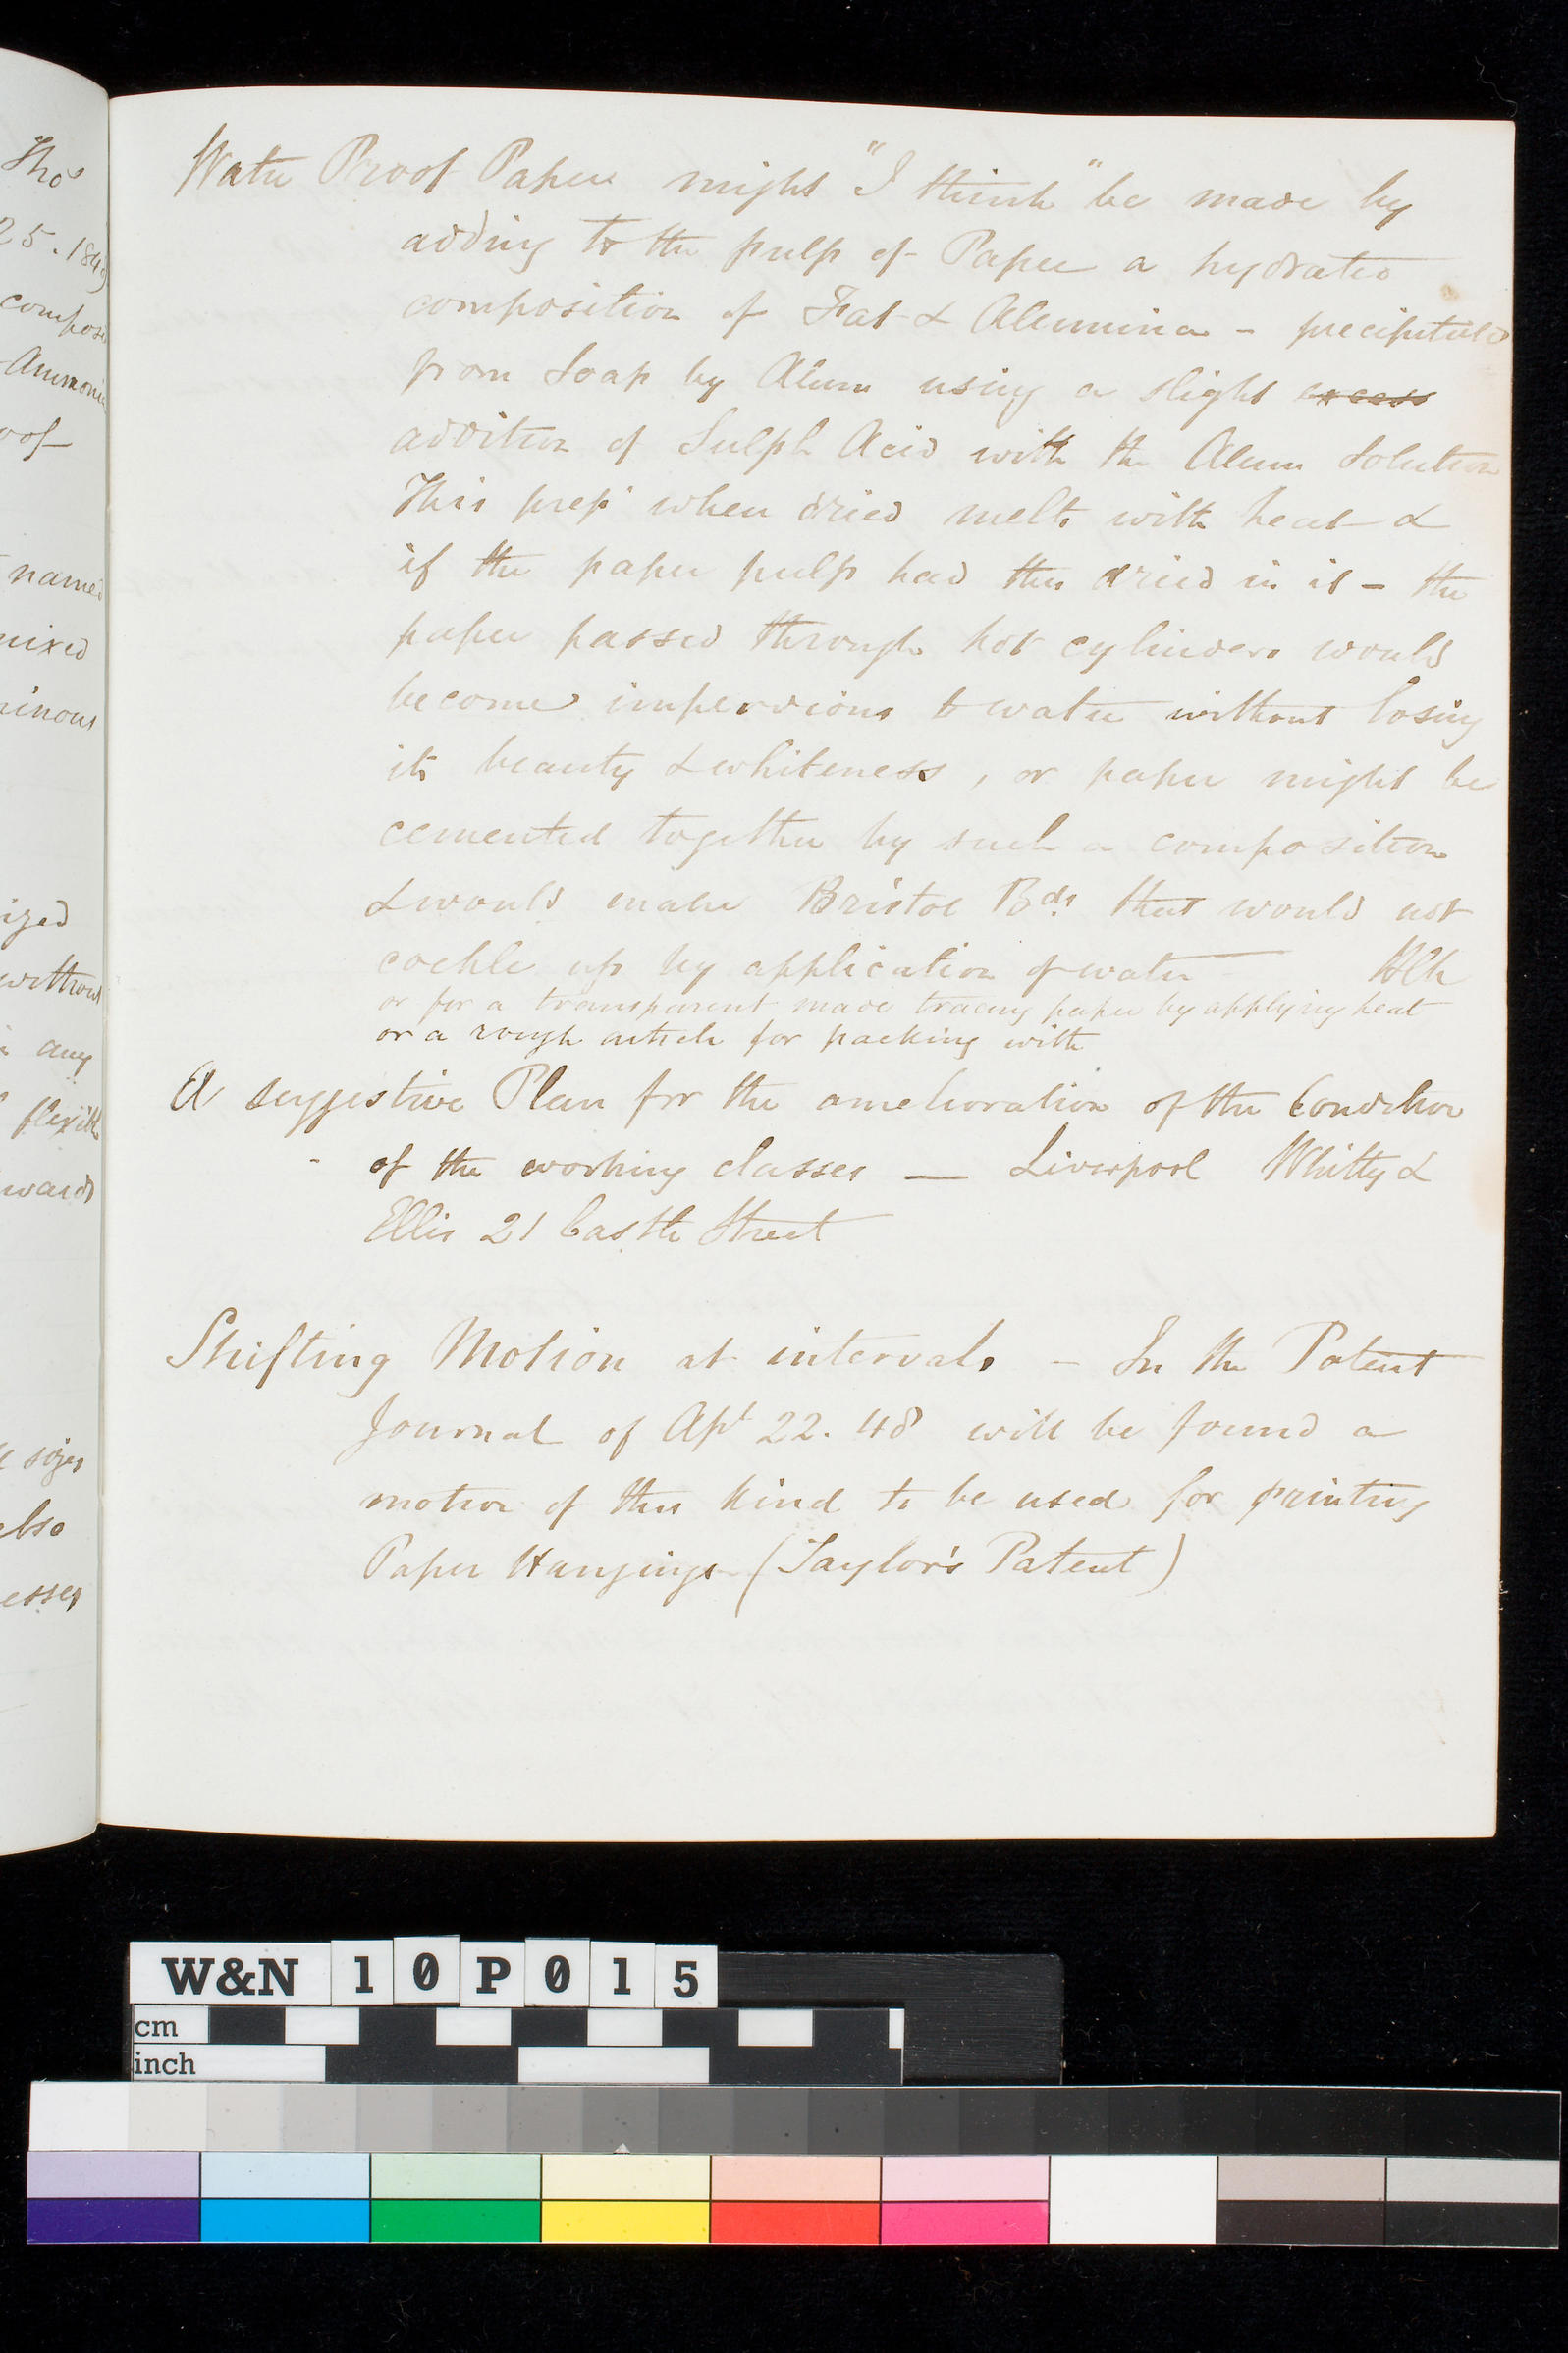 Thos
25. 1849
compos
Ammonia
oof
named
mixed
inous
ized
without
any
flexible
wards
sizes
also
esses
Water Proof Paper might "I think" be made by
adding to the pulp of Paper a hydrated
composition of Fat & Alumina - precipitated
from Soap by Alum using a slight excess
addition of Sulph Acid with the Alum Solution
This prepn when dried melts with heat &
if the paper pulp had this dried in it - the
paper passed through hot cylinders would
become impervious to water without losing
its beauty & whiteness, or paper might be
cemented together by such a composition
& would make Bristol Bds that would not
cockle up by application of water
or for a transparent made tracing paper by applying heat
or a rough article for packing with
A suggestive Plan for the amelioration of the Condition
of the working classes — Liverpool Whitty &
Ellis 21 Castle Street
Shifting Motion at intervals - In the Patent
Journal of Apl 22. 48 will be found a
motion of this kind to be used for printing
Paper Hangings (Taylor's Patent)
W&N 10P015
cm
inch